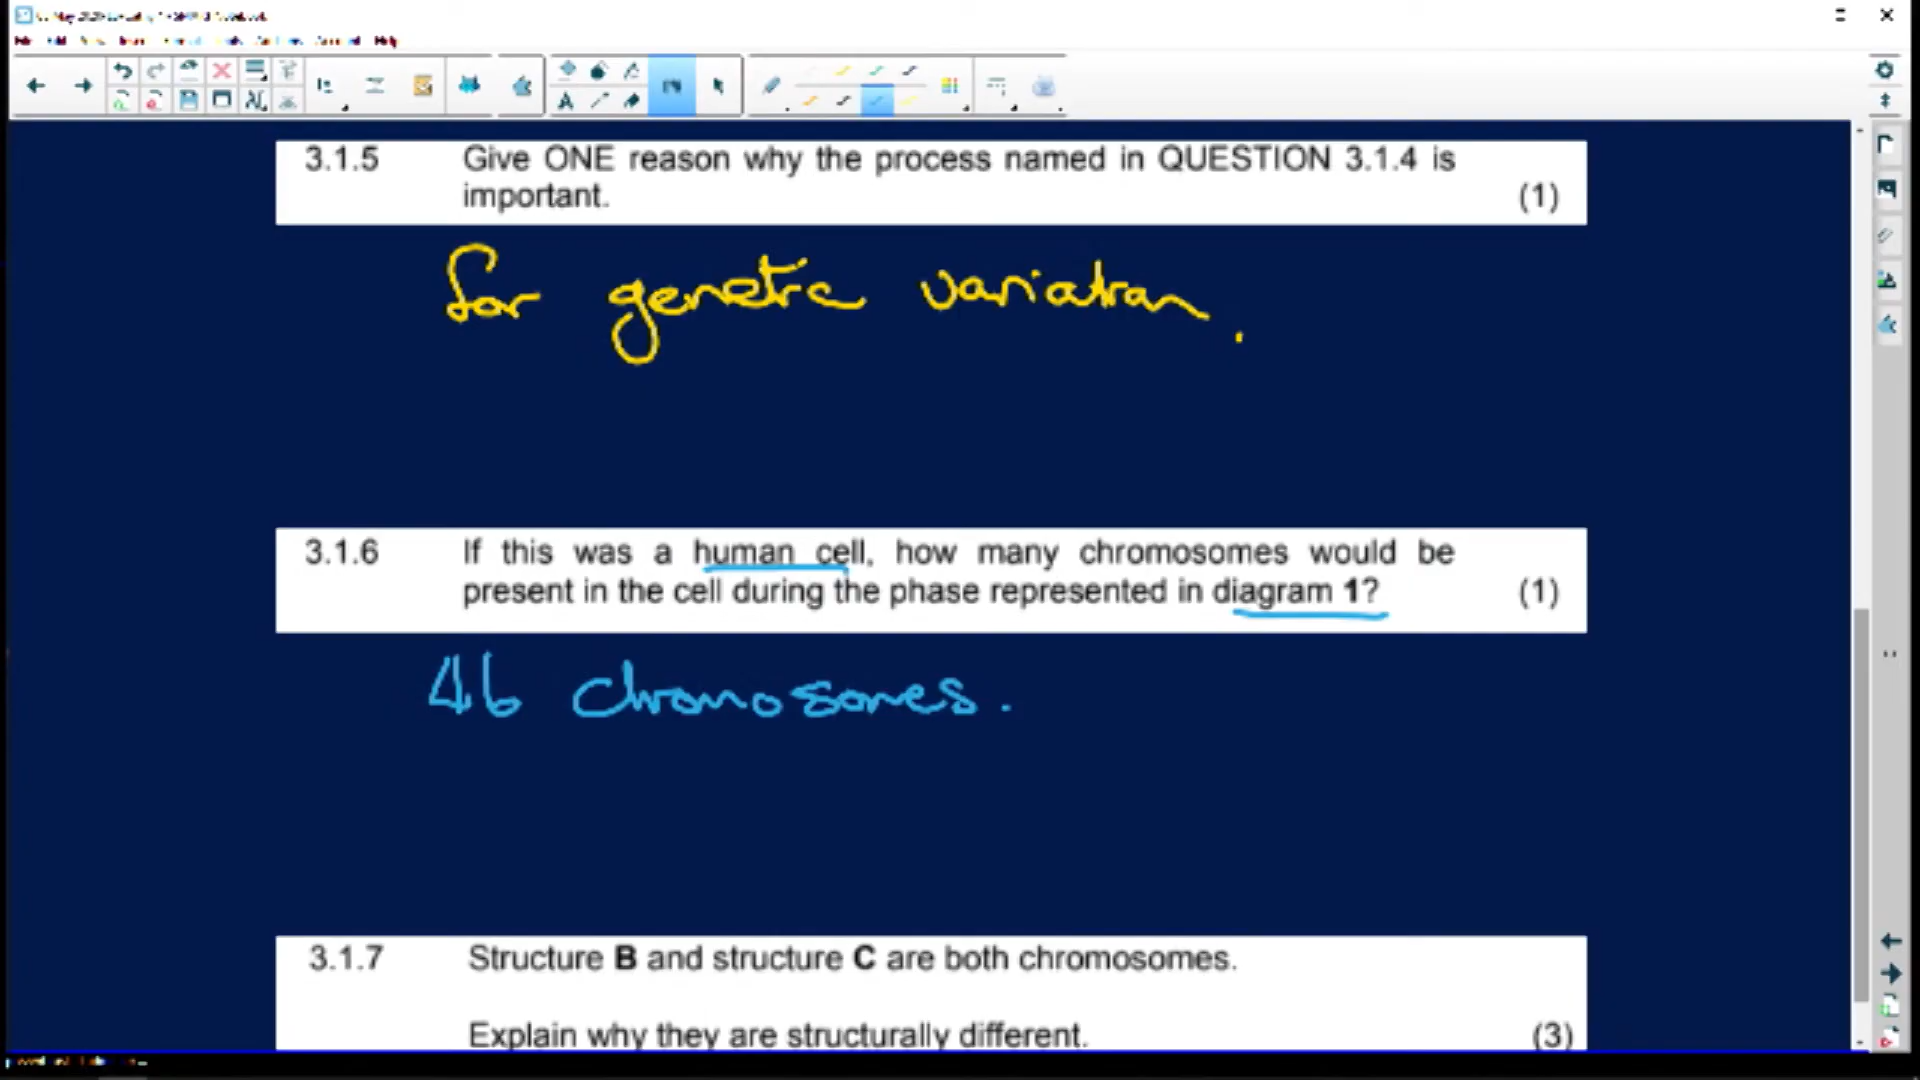 Help
3.1.5 Give ONE reason why the process named in QUESTION 3.1.4 is
important. (1)
for genetic variation.
3.1.6 If this was a human cell, how many chromosomes would be
present in the cell during the phase represented in diagram 1? (1)
46 chromosomes.
3.1.7 Structure B and structure C are both chromosomes.
Explain why they are structurally different. (3)